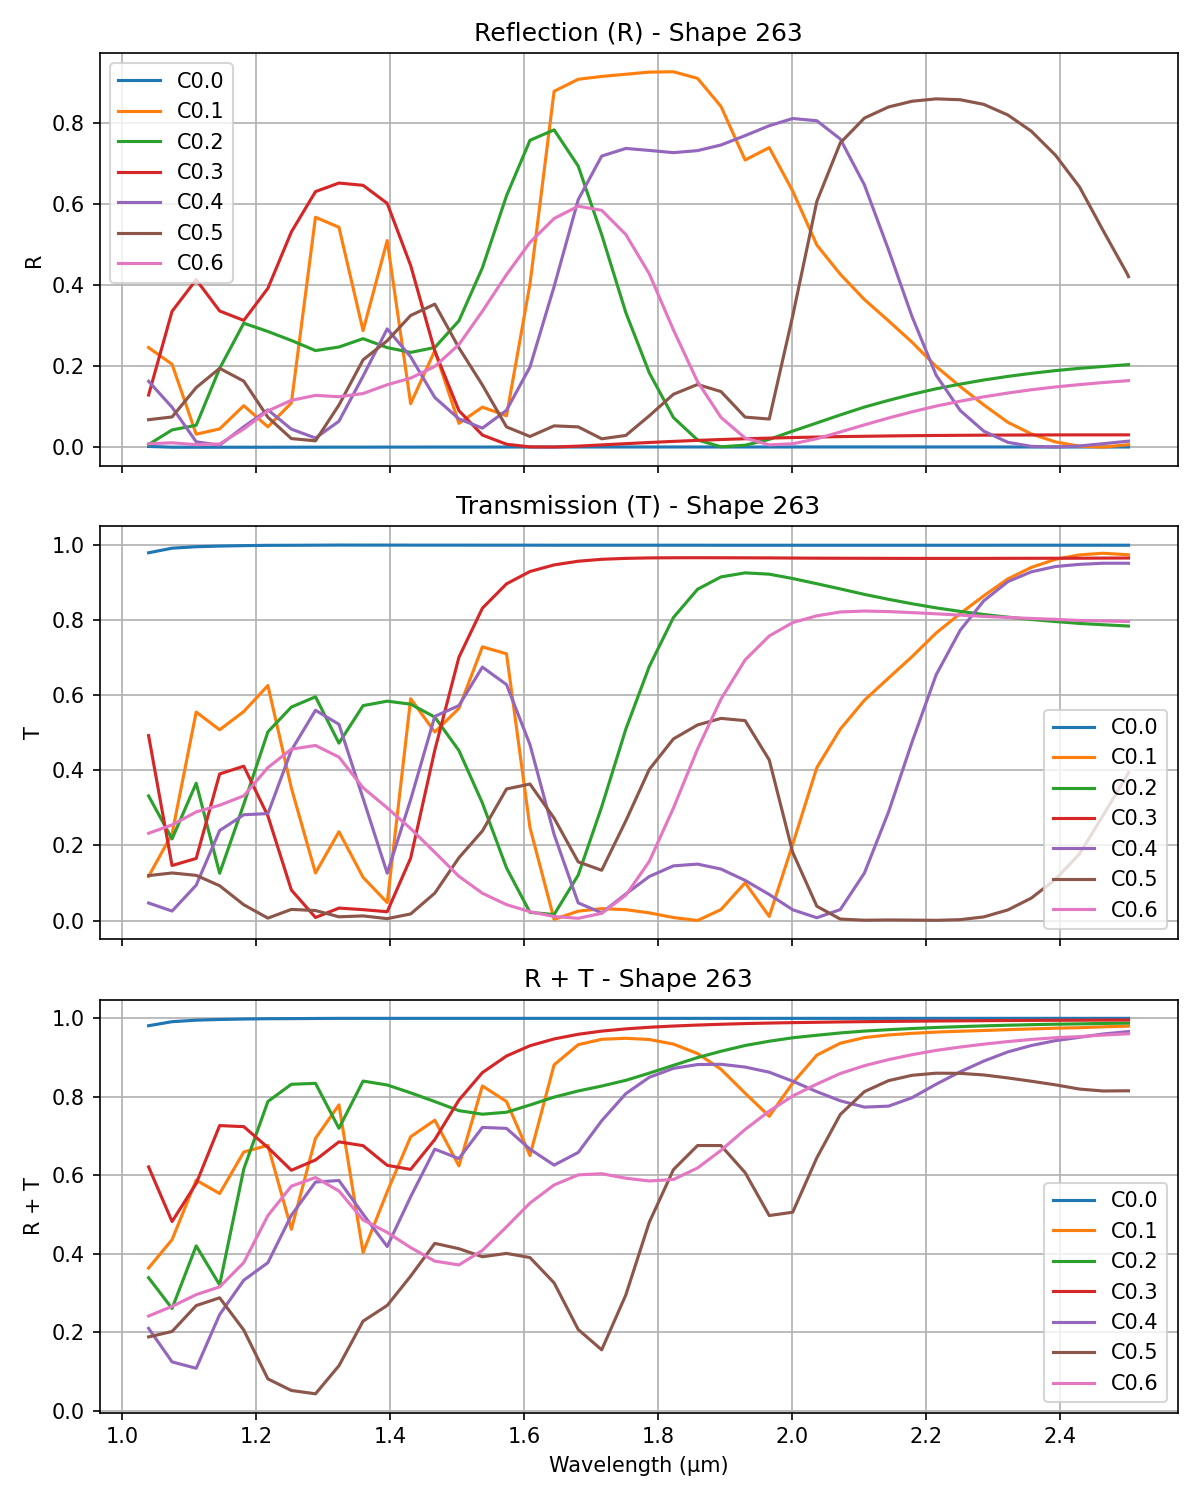 Reflection (R) - Shape 263
R
0.8
0.6
0.4
0.2
0.0
C0.0
C0.1
C0.2
C0.3
C0.4
C0.5
C0.6
Transmission (T) - Shape 263
T
1.0
0.8
0.6
0.4
0.2
0.0
C0.0
C0.1
C0.2
C0.3
C0.4
C0.5
C0.6
R + T - Shape 263
R + T
1.0
0.8
0.6
0.4
0.2
0.0
C0.0
C0.1
C0.2
C0.3
C0.4
C0.5
C0.6
1.0 1.2 1.4 1.6 1.8 2.0 2.2 2.4
Wavelength (μm)